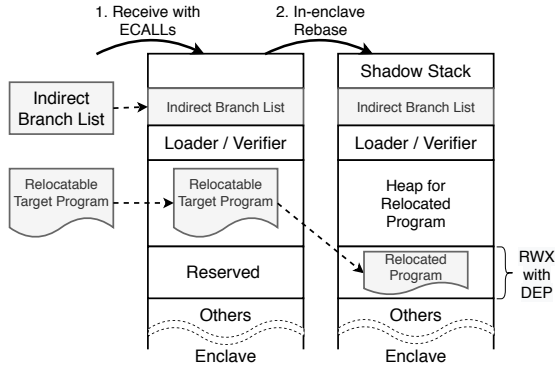 1. Receive with
ECALLs
2. In-enclave
Rebase
Indirect
Branch List
Relocatable
Target Program
Indirect Branch List
Loader / Verifier
Relocatable
Target Program
Reserved
Others
Enclave
Shadow Stack
Indirect Branch List
Loader / Verifier
Heap for
Relocated
Program
Relocated
Program
Others
Enclave
RWX
with
DEP